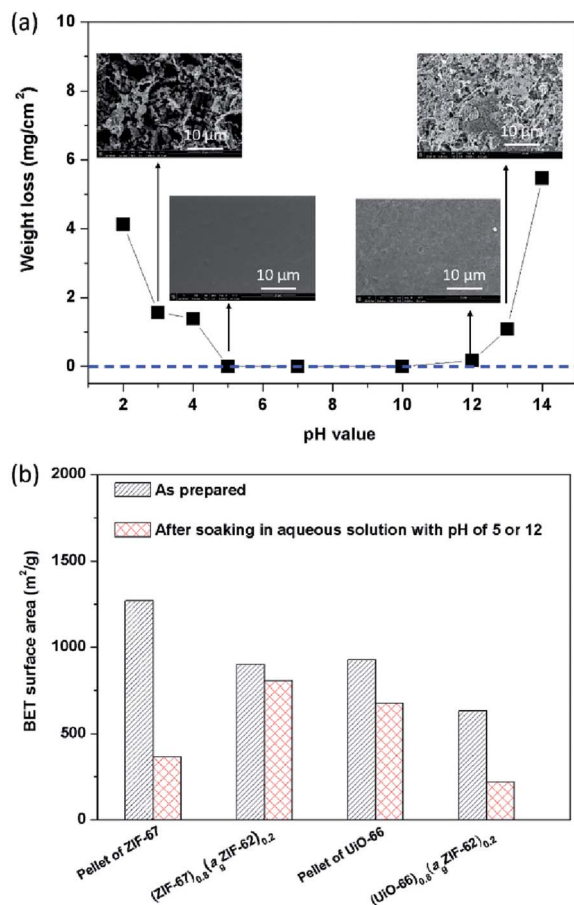 (a)
10
8
6
4
2
0
Weight loss (mg/cm²)
10 µm
10 µm
10 µm
10 µm
2 4 6 8 10 12 14
pH value
(b)
2000
1500
1000
500
0
BET surface area (m²/g)
As prepared
After soaking in aqueous solution with pH of 5 or 12
Pellet of ZIF-67
(ZIF-67)₀.₈(a_gZIF-62)₀.₂
Pellet of UiO-66
(UiO-66)₀.₈(a_gZIF-62)₀.₂